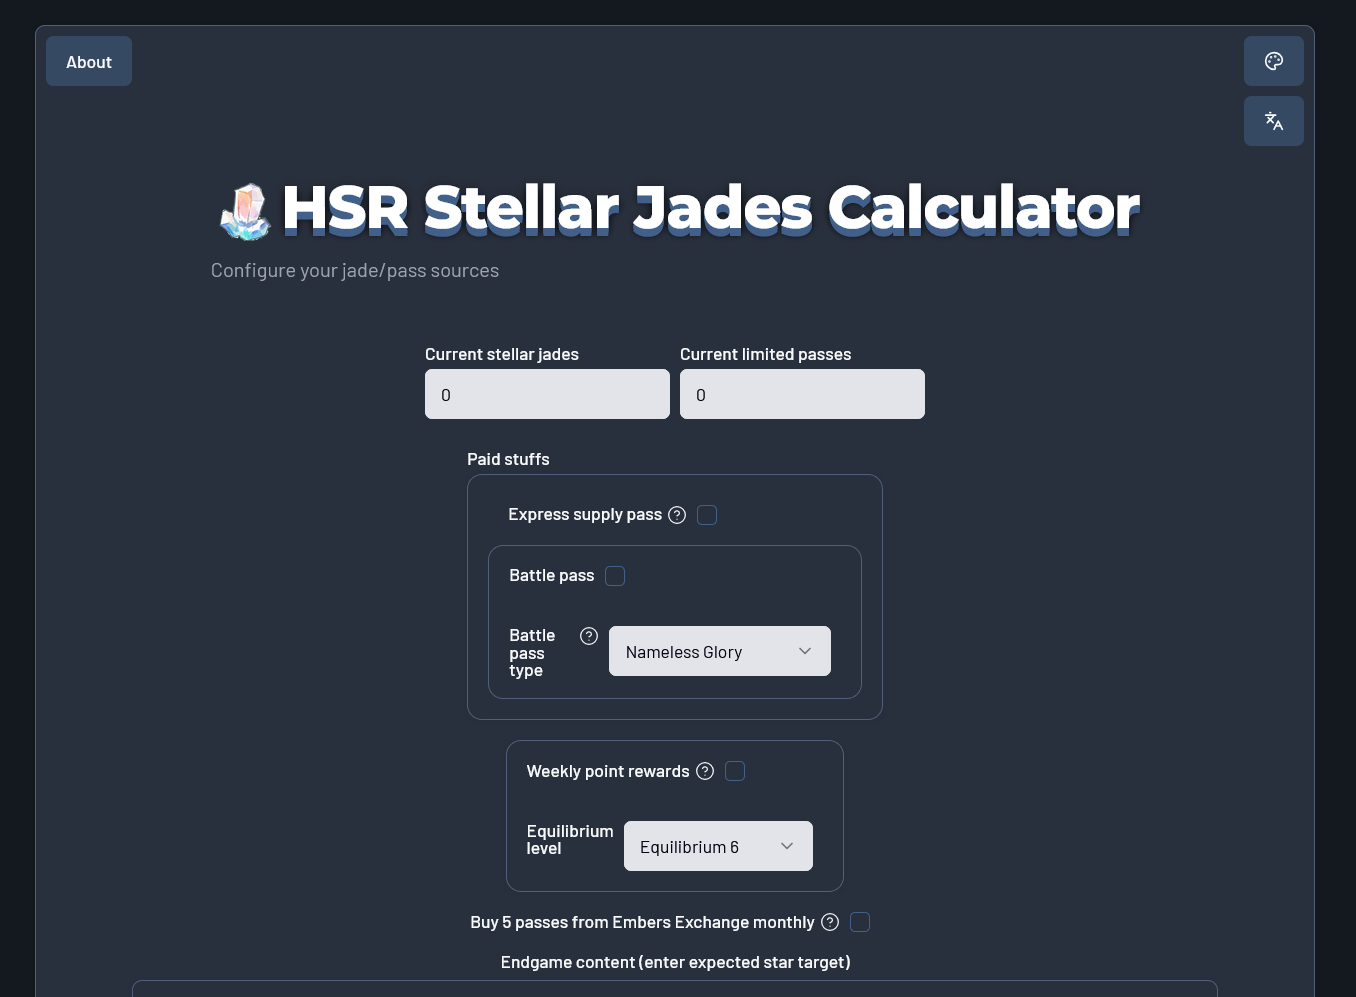 About
HSR Stellar Jades Calculator
Configure your jade/pass sources
Current stellar jades
Current limited passes
0
0
Paid stuffs
Express supply pass
Battle pass
Battle
pass
type
Nameless Glory
Weekly point rewards
Equilibrium
level
Equilibrium 6
Buy 5 passes from Embers Exchange monthly
Endgame content (enter expected star target)